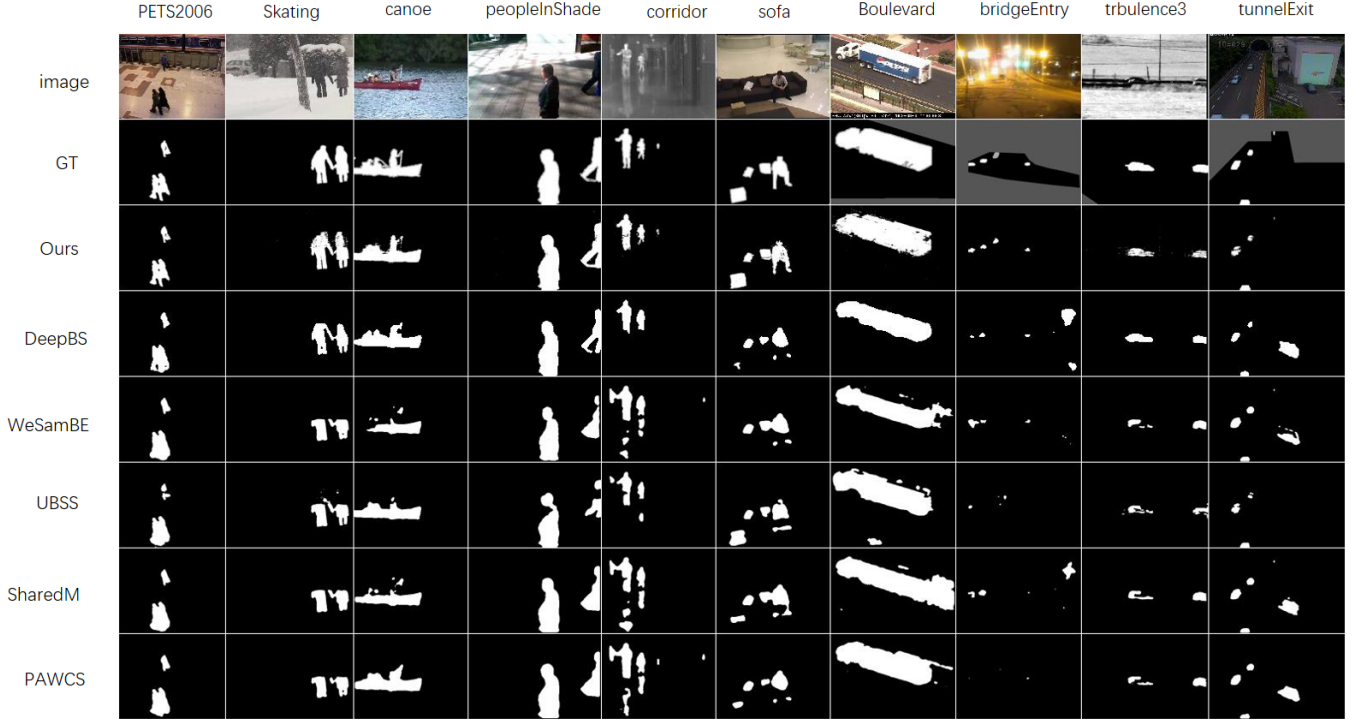 PETS2006 Skating canoe peopleInShade corridor sofa Boulevard bridgeEntry trbulence3 tunnelExit
image
GT
Ours
DeepBS
WeSamBE
UBSS
SharedM
PAWCS